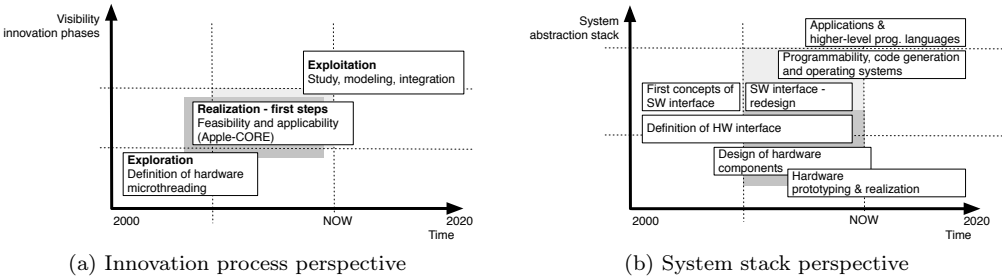 Visibility
innovation phases
Exploitation
Study, modeling, integration
Realization - first steps
Feasibility and applicability
(Apple-CORE)
Exploration
Definition of hardware
microthreading
2000
NOW
2020
Time
(a) Innovation process perspective
System
abstraction stack
Applications &
higher-level prog. languages
Programmability, code generation
and operating systems
First concepts of
SW interface
SW interface -
redesign
Definition of HW interface
Design of hardware
components
Hardware
prototyping & realization
2000
NOW
2020
Time
(b) System stack perspective